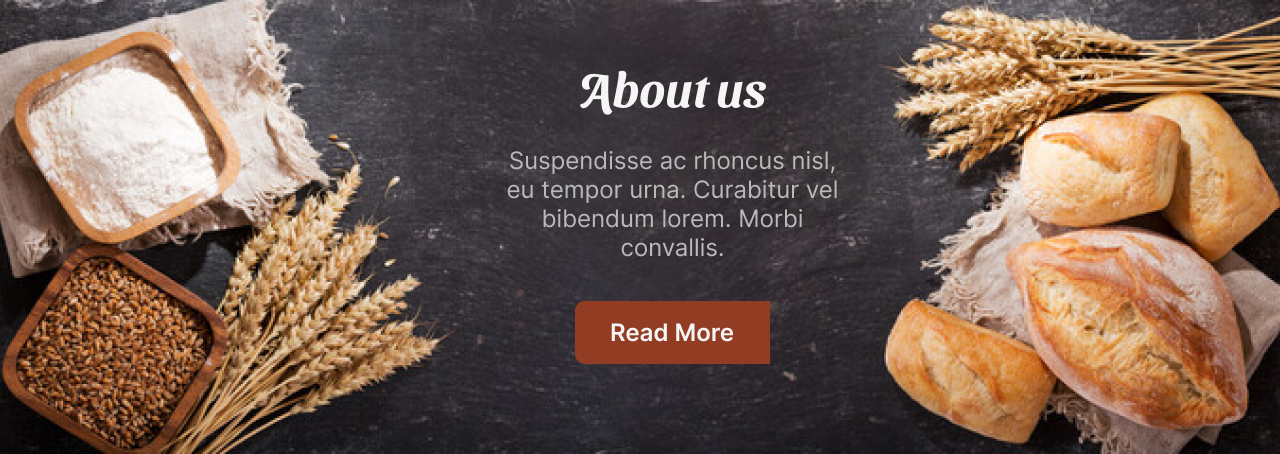 About us
Suspendisse ac rhoncus nisl,
eu tempor urna. Curabitur vel
bibendum lorem. Morbi
convallis.
Read More